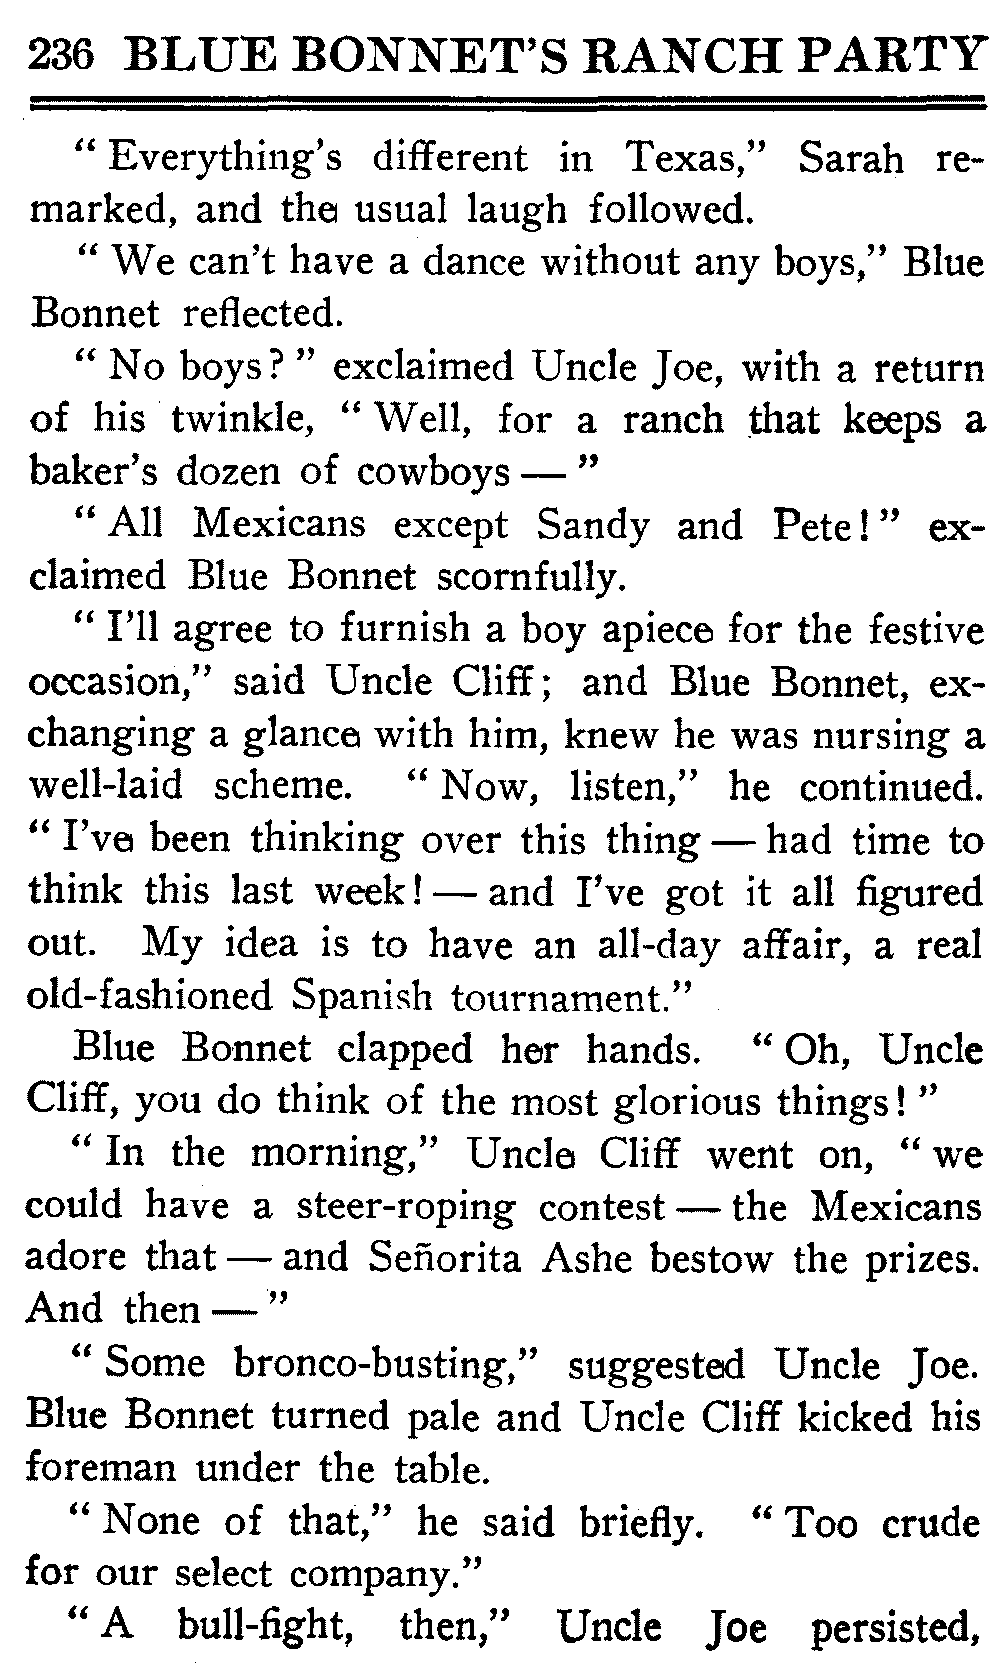 236 BLUE BONNET'S RANCH PARTY
“ Everything's different in Texas,” Sarah re-
marked, and the usual laugh followed.
“ We can't have a dance without any boys,” Blue
Bonnet reflected.
“ No boys? ” exclaimed Uncle Joe, with a return
of his twinkle, “ Well, for a ranch that keeps a
baker's dozen of cowboys — ”
“ All Mexicans except Sandy and Pete! ” ex-
claimed Blue Bonnet scornfully.
“ I'll agree to furnish a boy apiece for the festive
occasion,” said Uncle Cliff; and Blue Bonnet, ex-
changing a glance with him, knew he was nursing a
well-laid scheme. “ Now, listen,” he continued.
“ I've been thinking over this thing — had time to
think this last week! — and I've got it all figured
out. My idea is to have an all-day affair, a real
old-fashioned Spanish tournament.”
Blue Bonnet clapped her hands. “ Oh, Uncle
Cliff, you do think of the most glorious things! ”
“ In the morning,” Uncle Cliff went on, “ we
could have a steer-roping contest — the Mexicans
adore that — and Señorita Ashe bestow the prizes.
And then — ”
“ Some bronco-busting,” suggested Uncle Joe.
Blue Bonnet turned pale and Uncle Cliff kicked his
foreman under the table.
“ None of that,” he said briefly. “ Too crude
for our select company.”
“ A bull-fight, then,” Uncle Joe persisted,